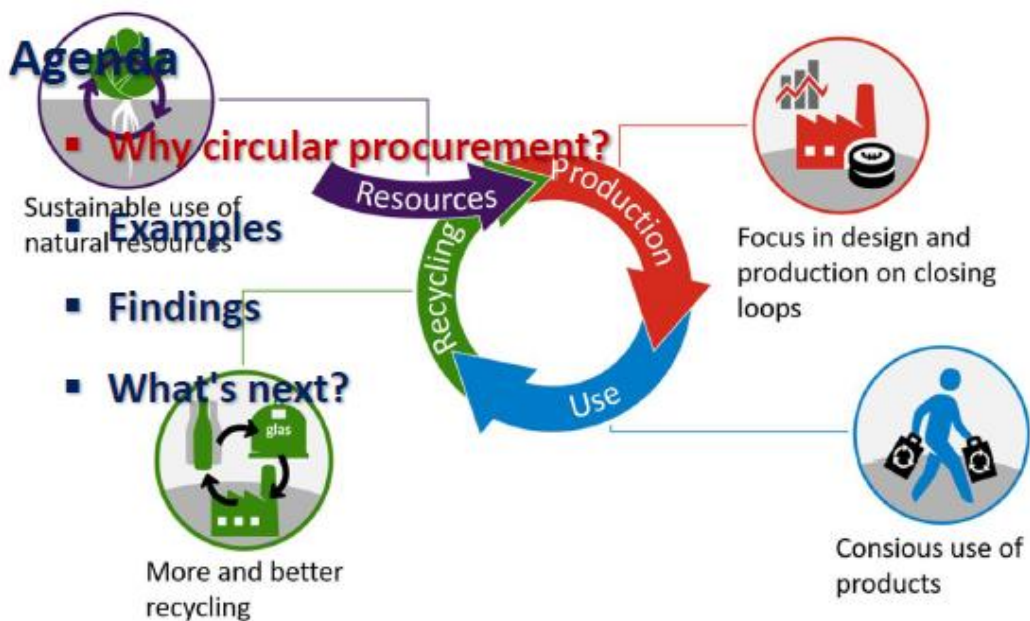 Agenda
▪ Why circular procurement?
▪ Examples
▪ Findings
▪ What's next?
Resources
Production
Use
Recycling
Sustainable use of
natural resources
Focus in design and
production on closing
loops
glas
More and better
recycling
Consious use of
products